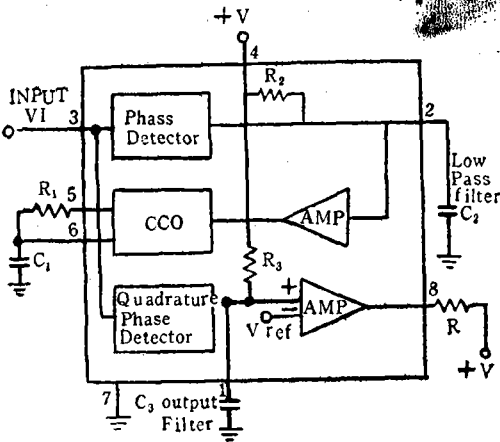 +V
4
R2
INPUT
VI
3
Phass
Detector
2
Low
Pass
filter
C2
R1
5
6
CCO
AMP
C1
R3
Quadrature
Phase
Detector
+
AMP
−
Vref
8
R
+V
7
1
C3 output
Filter